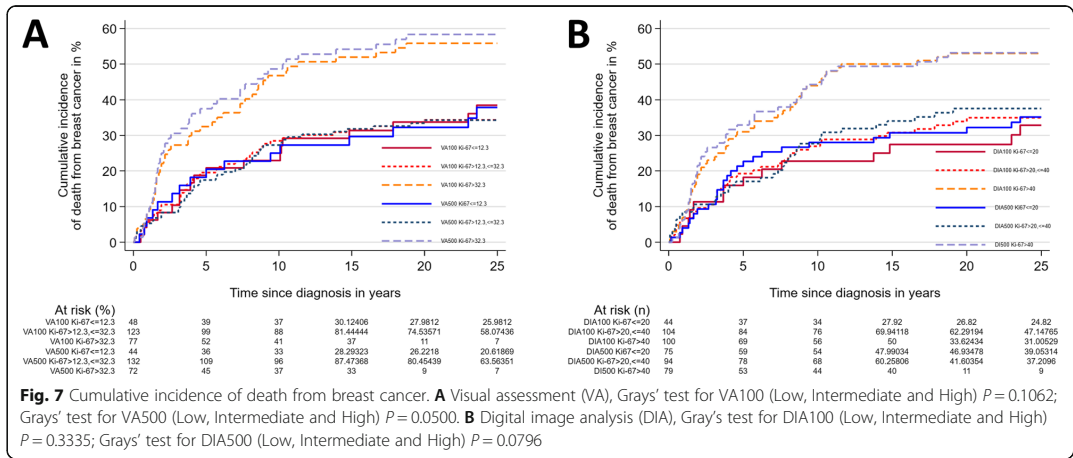 A
Cumulative incidence
of death from breast cancer in %
60
50
40
30
20
10
0
VA100 Ki-67<=12.3
VA100 Ki-67>12.3,<=32.3
VA100 Ki-67>32.3
VA500 Ki67<=12.3
VA500 Ki-67>12.3,<=32.3
VA500 Ki-67>32.3
0 5 10 15 20 25
Time since diagnosis in years
At risk (%)
VA100 Ki-67<=12.3 48 39 37 30.12406 27.9812 25.9812
VA100 Ki-67>12.3,<=32.3 123 99 88 81.44444 74.53571 58.07436
VA100 Ki-67>32.3 77 52 41 37 11 7
VA500 Ki-67<=12.3 44 36 33 28.29323 26.2218 20.61869
VA500 Ki-67>12.3,<=32.3 132 109 96 87.47368 80.45439 63.56351
VA500 Ki-67>32.3 72 45 37 33 9 7
B
Cumulative incidence
of death from breast cancer in %
60
50
40
30
20
10
0
DIA100 Ki-67<=20
DIA100 Ki-67>20,<=40
DIA100 Ki-67>40
DIA500 Ki67<=20
DIA500 Ki-67>20,<=40
DI500 Ki-67>40
0 5 10 15 20 25
Time since diagnosis in years
At risk (n)
DIA100 Ki-67<=20 44 37 34 27.92 26.82 24.82
DIA100 Ki-67>20,<=40 104 84 76 69.94118 62.29194 47.14765
DIA100 Ki-67>40 100 69 56 50 33.62434 31.00529
DIA500 Ki67<=20 75 59 54 47.99034 46.93478 39.05314
DIA500 Ki-67>20,<=40 94 78 68 60.25806 41.60354 37.2096
DI500 Ki-67>40 79 53 44 40 11 9
Fig. 7 Cumulative incidence of death from breast cancer. A Visual assessment (VA), Grays' test for VA100 (Low, Intermediate and High) P = 0.1062;
Grays' test for VA500 (Low, Intermediate and High) P = 0.0500. B Digital image analysis (DIA), Gray's test for DIA100 (Low, Intermediate and High)
P = 0.3335; Grays' test for DIA500 (Low, Intermediate and High) P = 0.0796